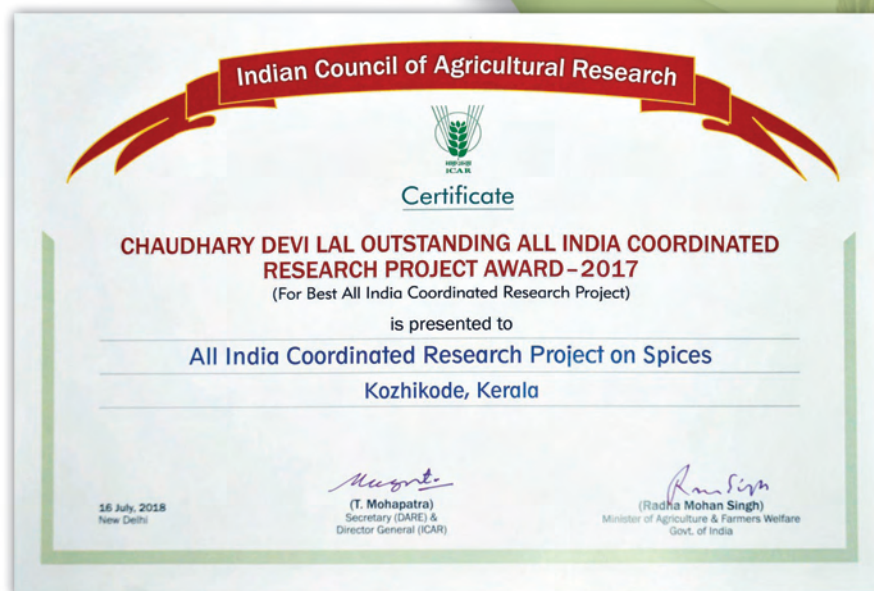 Indian Council of Agricultural Research
ICAR
Certificate
CHAUDHARY DEVI LAL OUTSTANDING ALL INDIA COORDINATED
RESEARCH PROJECT AWARD–2017
(For Best All India Coordinated Research Project)
is presented to
All India Coordinated Research Project on Spices
Kozhikode, Kerala
16 July, 2018
New Delhi
(T. Mohapatra)
Secretary (DARE) &
Director General (ICAR)
(Radha Mohan Singh)
Minister of Agriculture & Farmers Welfare
Govt. of India